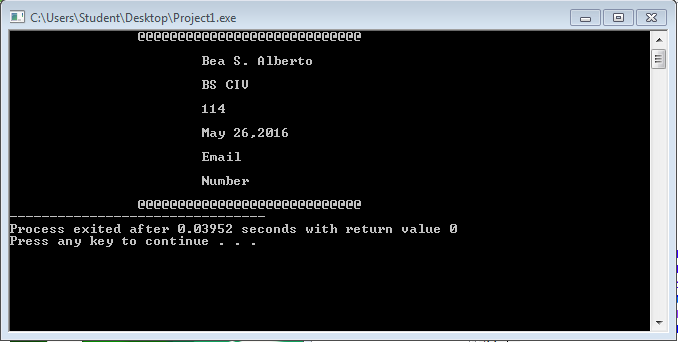 C:\Users\Student\Desktop\Project1.exe
@@@@@@@@@@@@@@@@@@@@@@@@@@@@
Bea S. Alberto
BS CIV
114
May 26,2016
Email
Number
@@@@@@@@@@@@@@@@@@@@@@@@@@@@
--------------------------------
Process exited after 0.03952 seconds with return value 0
Press any key to continue . . .